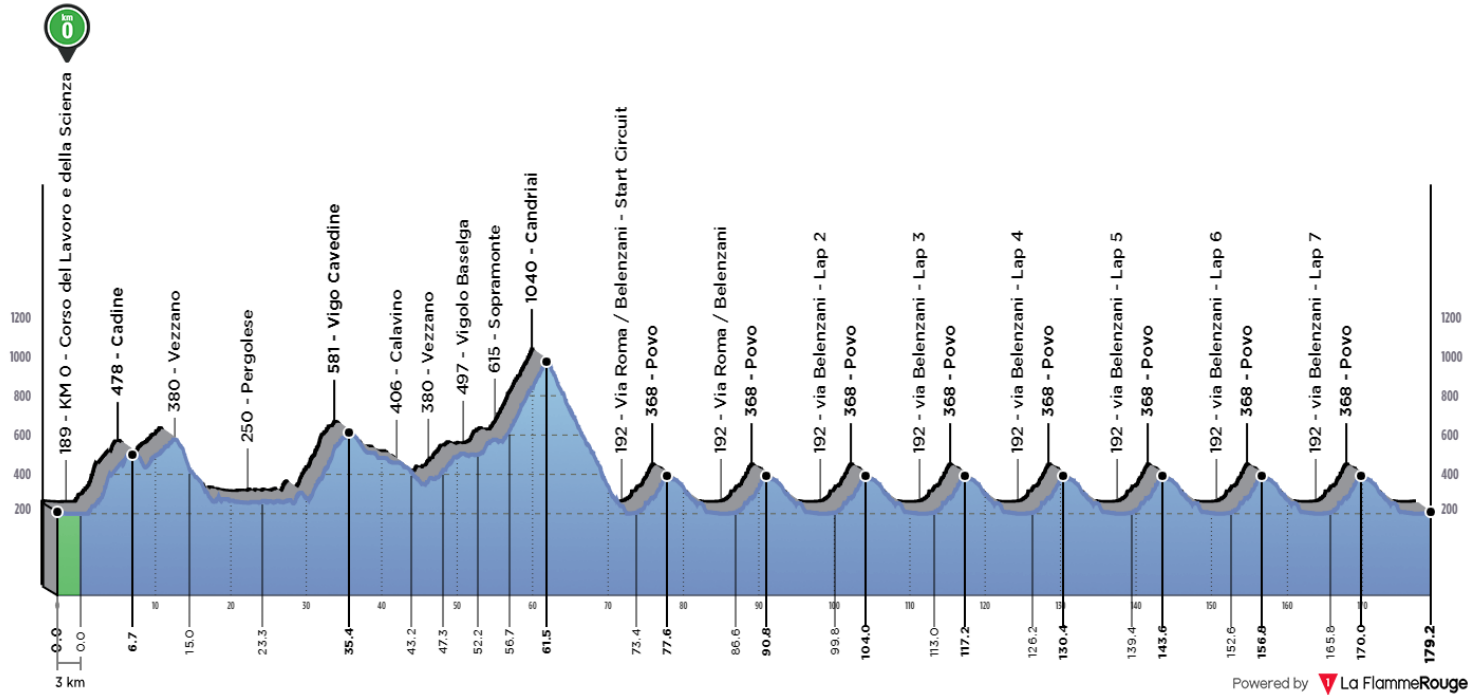 km
0
189 - KM 0 - Corso del Lavoro e della Scienza
478 - Cadine
380 - Vezzano
250 - Pergolese
581 - Vigo Cavedine
406 - Calavino
380 - Vezzano
497 - Vigolo Baselga
615 - Sopramonte
1040 - Candriai
192 - Via Roma / Belenzani - Start Circuit
368 - Povo
192 - Via Roma / Belenzani
368 - Povo
192 - via Belenzani - Lap 2
368 - Povo
192 - via Belenzani - Lap 3
368 - Povo
192 - via Belenzani - Lap 4
368 - Povo
192 - via Belenzani - Lap 5
368 - Povo
192 - via Belenzani - Lap 6
368 - Povo
192 - via Belenzani - Lap 7
368 - Povo
1200
1000
800
600
400
200
1200
1000
800
600
400
200
0 10 20 30 40 50 60 70 80 90 100 110 120 130 140 150 160 170
0.0
0.0
6.7
15.0
23.3
35.4
43.2
47.3
52.2
56.7
61.5
73.4
77.6
86.6
90.8
99.8
104.0
113.0
117.2
126.2
130.4
139.4
143.6
152.6
156.8
165.8
170.0
179.2
3 km
Powered by 1 La FlammeRouge